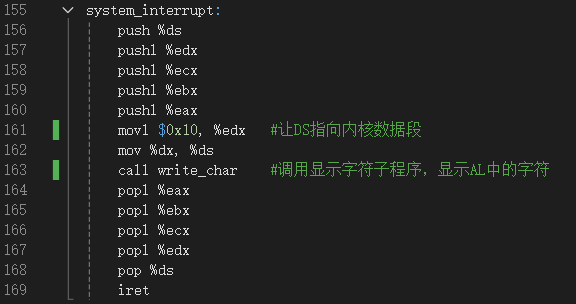 155 system_interrupt:
156 push %ds
157 pushl %edx
158 pushl %ecx
159 pushl %ebx
160 pushl %eax
161 movl $0x10, %edx #让DS指向内核数据段
162 mov %dx, %ds
163 call write_char #调用显示字符子程序，显示AL中的字符
164 popl %eax
165 popl %ebx
166 popl %ecx
167 popl %edx
168 pop %ds
169 iret